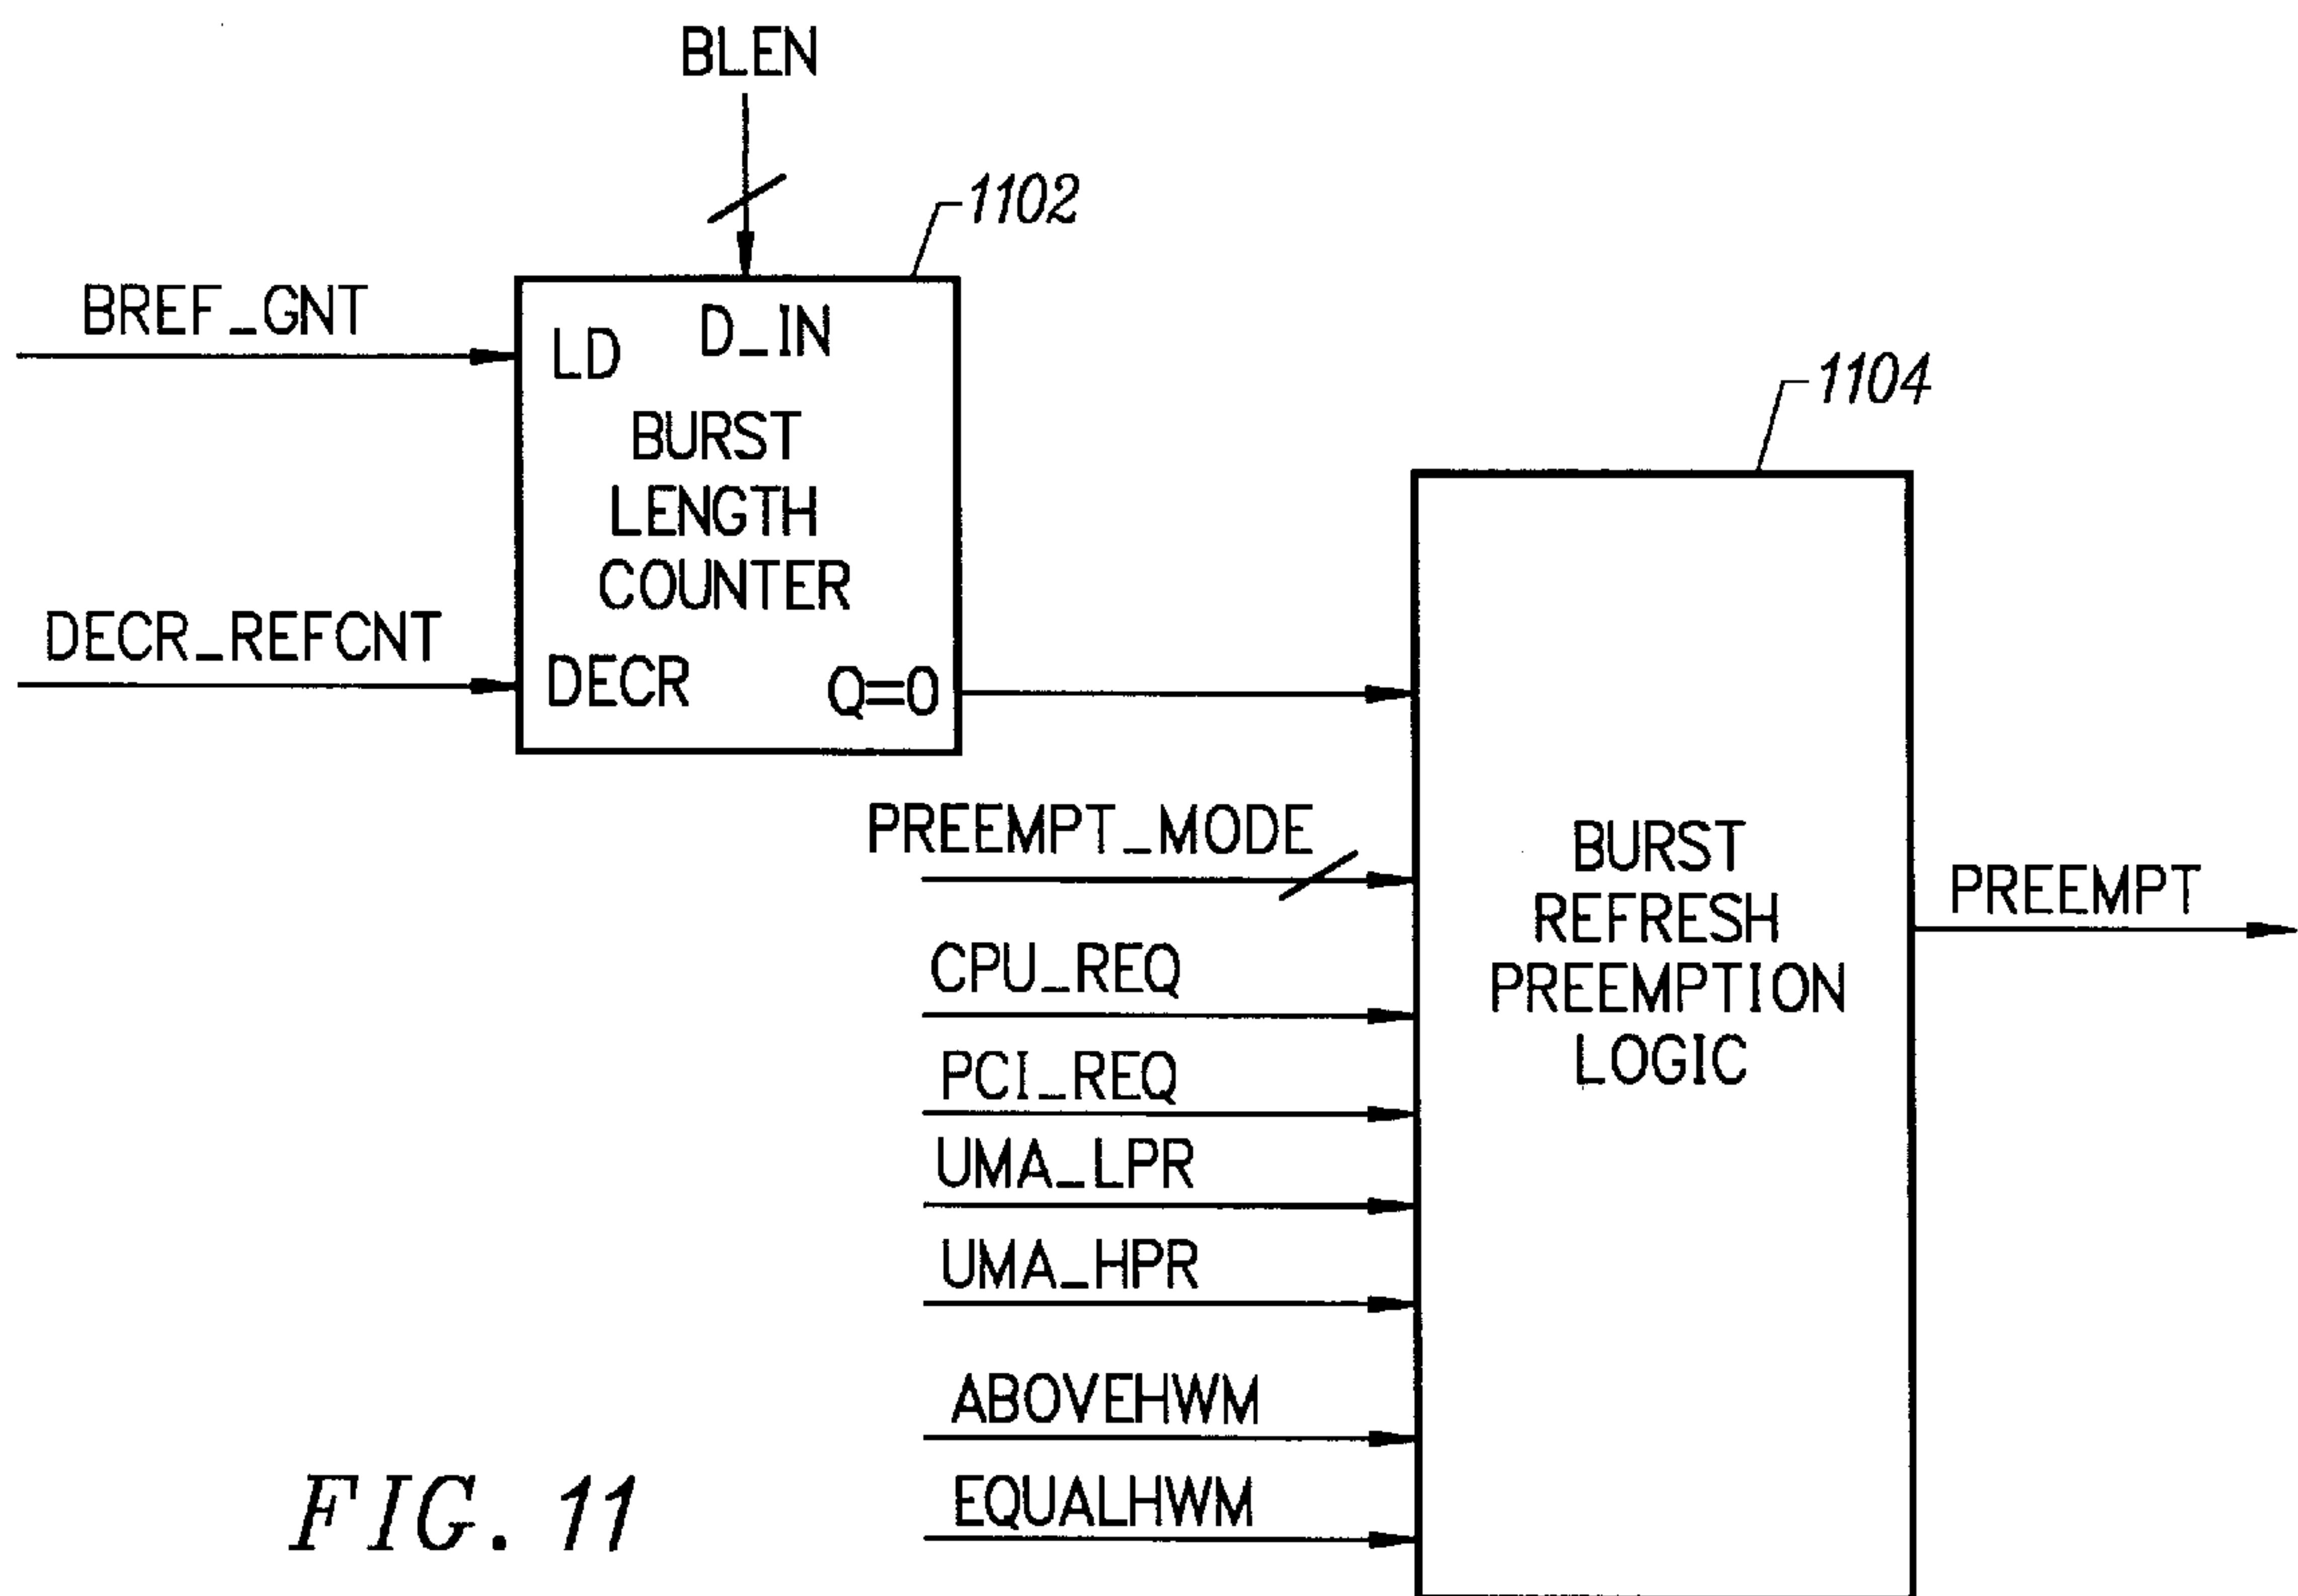 BLEN
1102
BREF_GNT
LD
D_IN
BURST
LENGTH
COUNTER
DECR_REFCNT
DECR
Q=0
1104
PREEMPT_MODE
CPU_REQ
PCI_REQ
UMA_LPR
UMA_HPR
ABOVEHWM
EQUALHWM
BURST
REFRESH
PREEMPTION
LOGIC
PREEMPT
FIG. 11